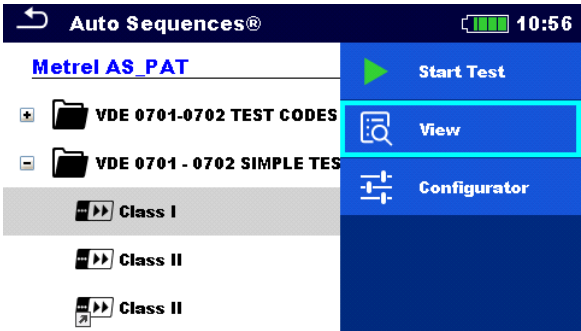 Auto Sequences® 10:56
Metrel AS_PAT
Start Test
VDE 0701-0702 TEST CODES
View
VDE 0701 - 0702 SIMPLE TES
Configurator
Class I
Class II
Class II